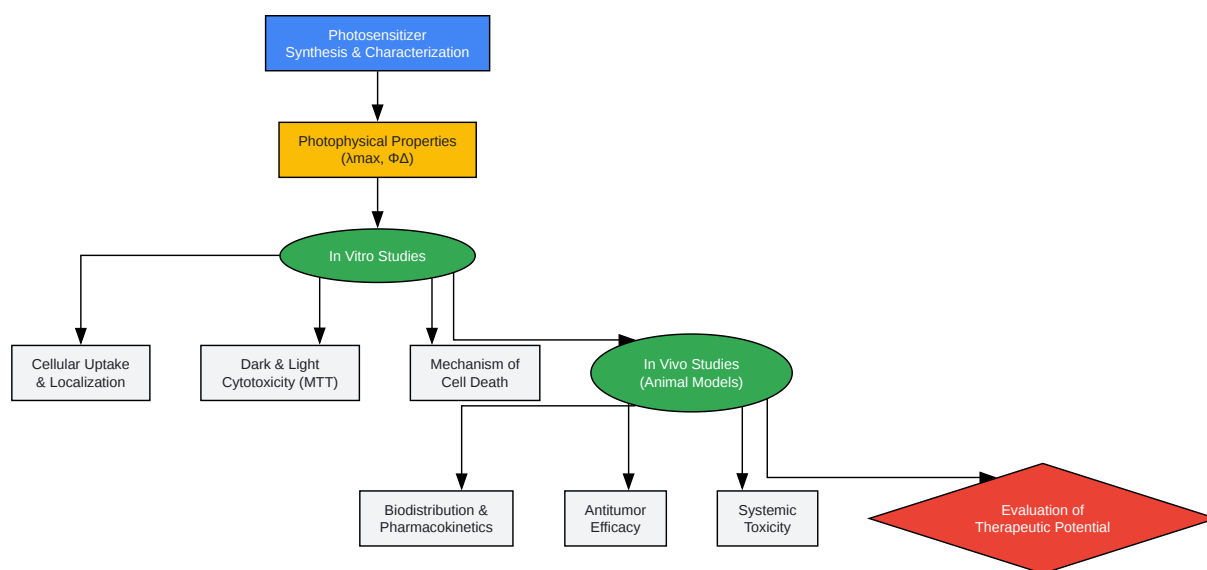 Photosensitizer
Synthesis & Characterization
Photophysical Properties
(λmax, ΦΔ)
In Vitro Studies
Cellular Uptake
& Localization
Dark & Light
Cytotoxicity (MTT)
Mechanism of
Cell Death
In Vivo Studies
(Animal Models)
Biodistribution &
Pharmacokinetics
Antitumor
Efficacy
Systemic
Toxicity
Evaluation of
Therapeutic Potential